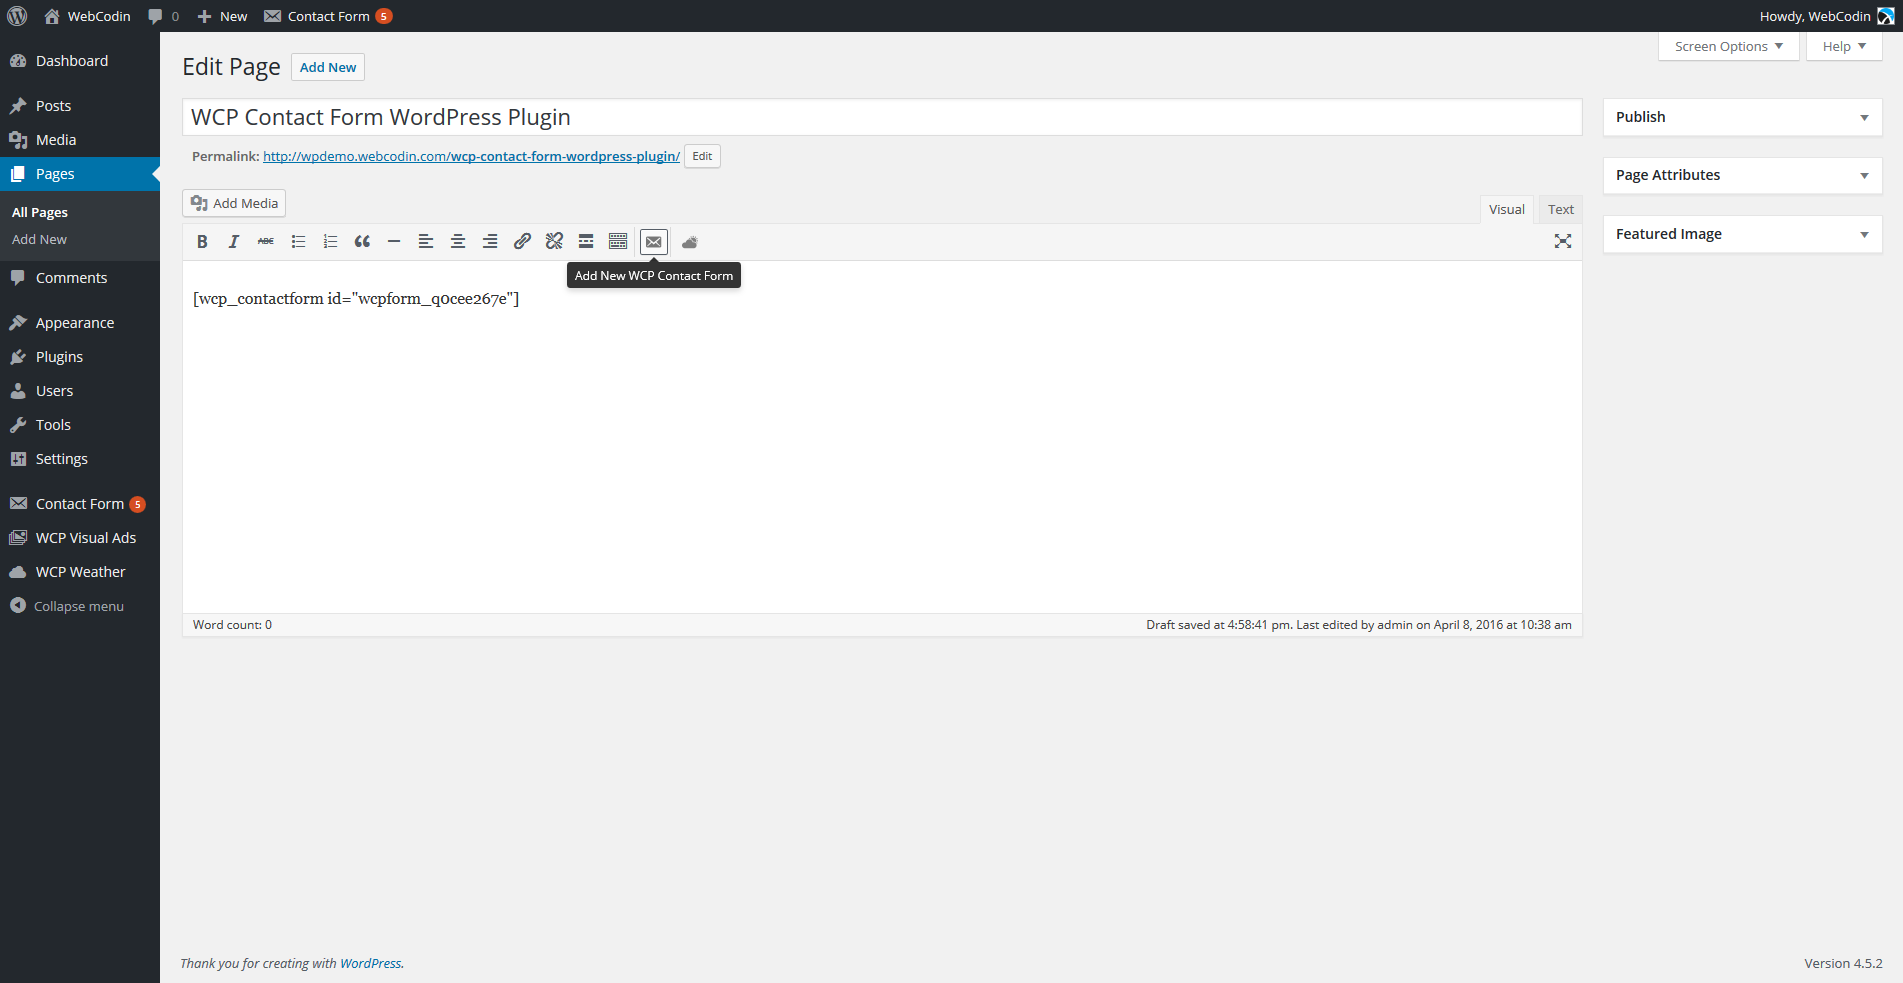 WebCodin 0 New Contact Form 5 Howdy, WebCodin
Screen Options Help
Dashboard
Posts
Media
Pages
All Pages
Add New
Comments
Appearance
Plugins
Users
Tools
Settings
Contact Form 5
WCP Visual Ads
WCP Weather
Collapse menu
Edit Page Add New
WCP Contact Form WordPress Plugin
Permalink: http://wpdemo.webcodin.com/wcp-contact-form-wordpress-plugin/ Edit
Add Media
Visual Text
B I ABC
Add New WCP Contact Form
[wcp_contactform id="wcpform_q0cee267e"]
Word count: 0 Draft saved at 4:58:41 pm. Last edited by admin on April 8, 2016 at 10:38 am
Publish
Page Attributes
Featured Image
Thank you for creating with WordPress. Version 4.5.2